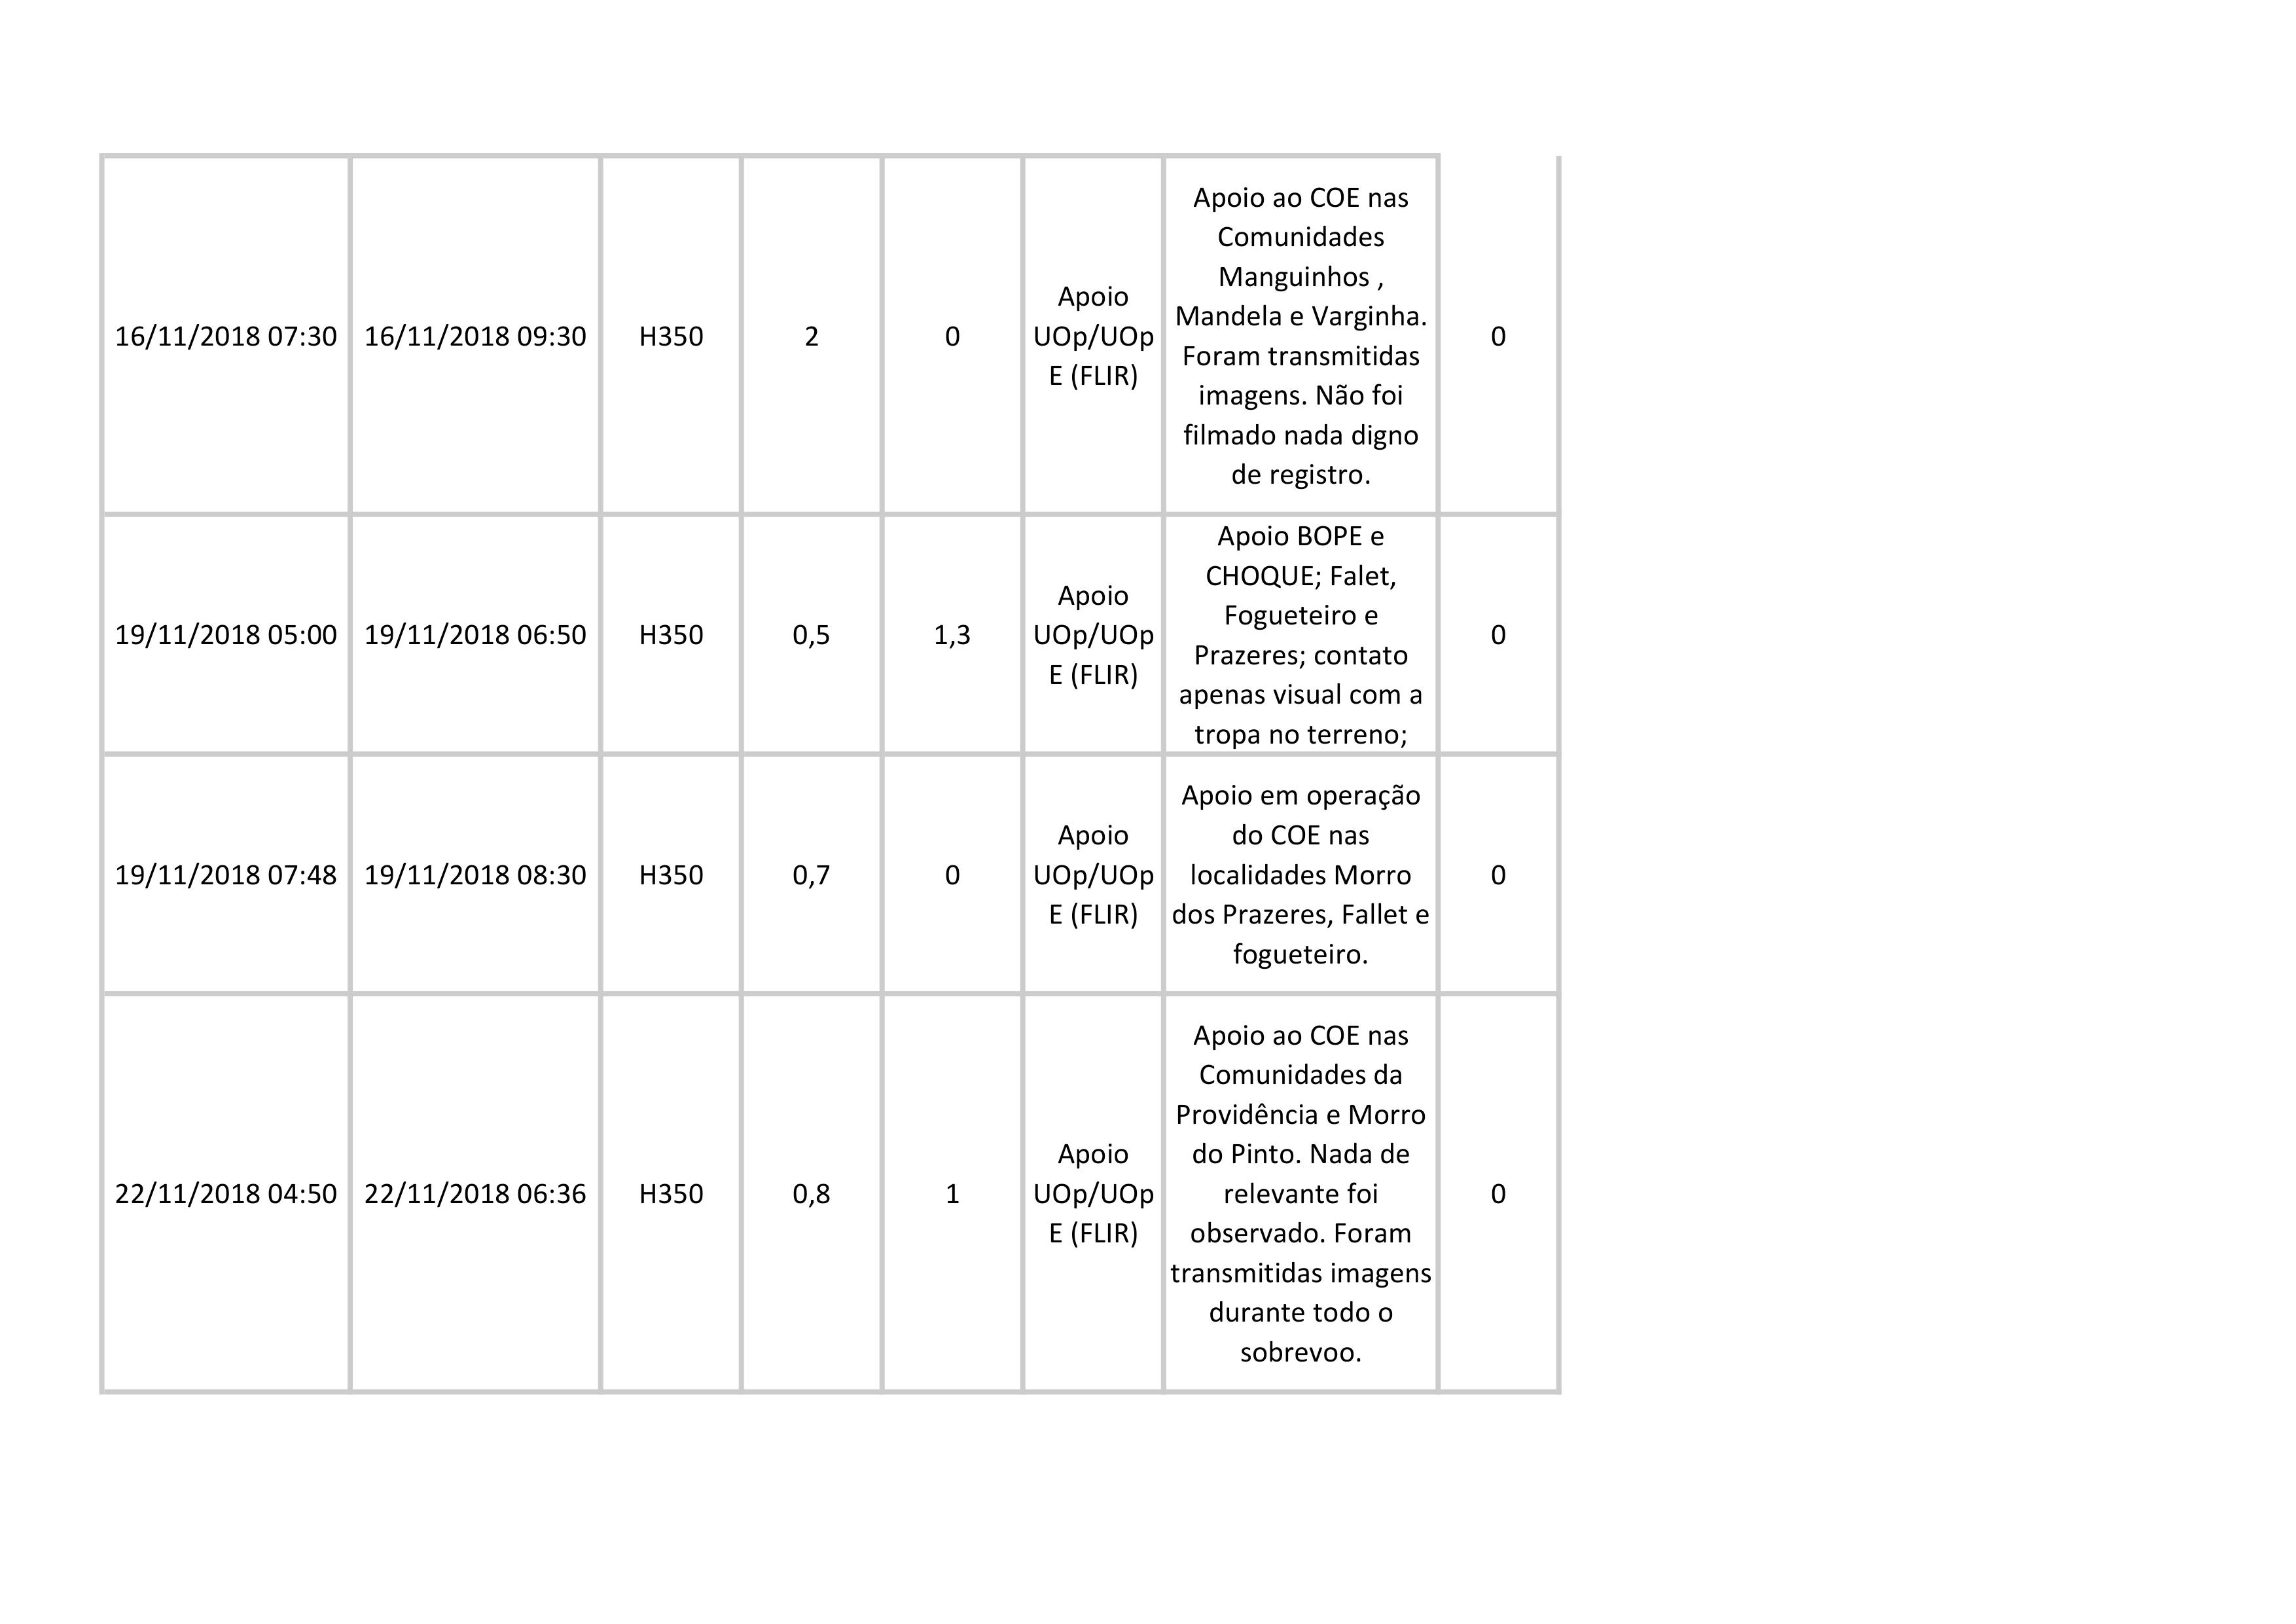 16/11/2018 07:30 16/11/2018 09:30 H350 2 0
Apoio
UOp/UOp
E (FLIR)
Apoio ao COE nas
Comunidades
Manguinhos ,
Mandela e Varginha.
Foram transmitidas
imagens. Não foi
filmado nada digno
de registro.
0
19/11/2018 05:00 19/11/2018 06:50 H350 0,5 1,3
Apoio
UOp/UOp
E (FLIR)
Apoio BOPE e
CHOQUE; Falet,
Fogueteiro e
Prazeres; contato
apenas visual com a
tropa no terreno;
0
19/11/2018 07:48 19/11/2018 08:30 H350 0,7 0
Apoio
UOp/UOp
E (FLIR)
Apoio em operação
do COE nas
localidades Morro
dos Prazeres, Fallet e
fogueteiro.
0
22/11/2018 04:50 22/11/2018 06:36 H350 0,8 1
Apoio
UOp/UOp
E (FLIR)
Apoio ao COE nas
Comunidades da
Providência e Morro
do Pinto. Nada de
relevante foi
observado. Foram
transmitidas imagens
durante todo o
sobrevoo.
0